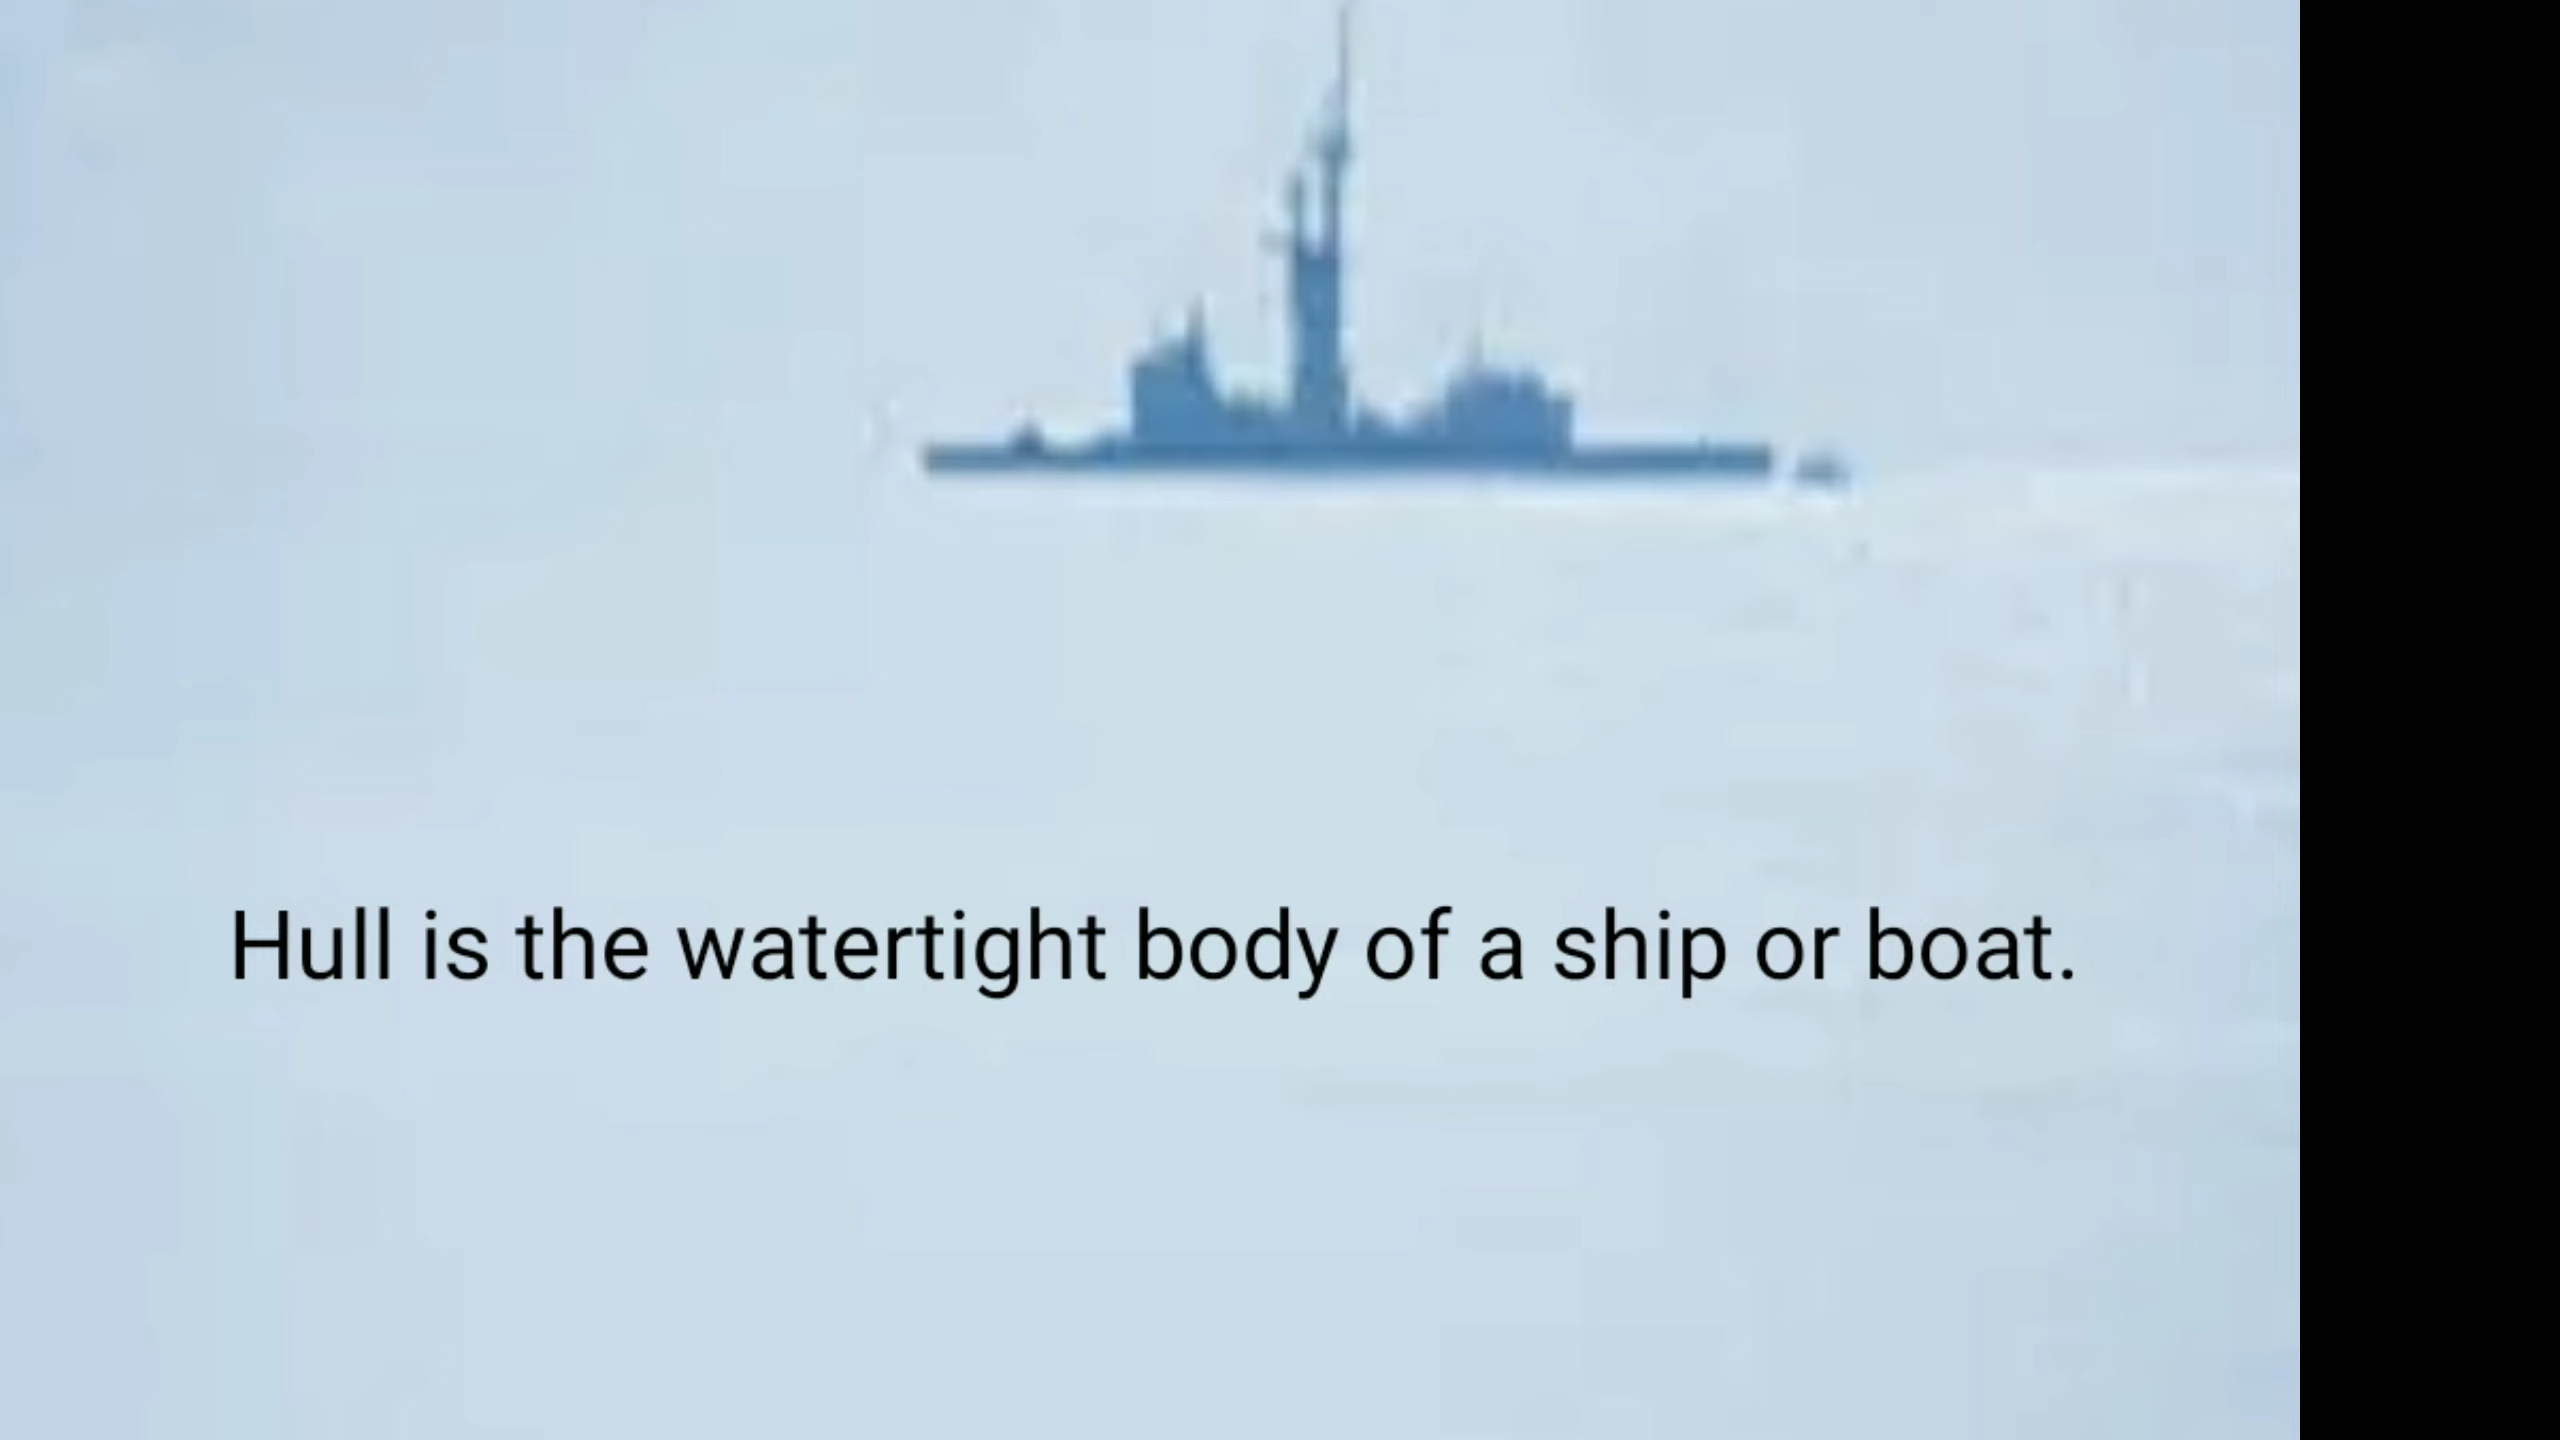 Hull is the watertight body of a ship or boat.